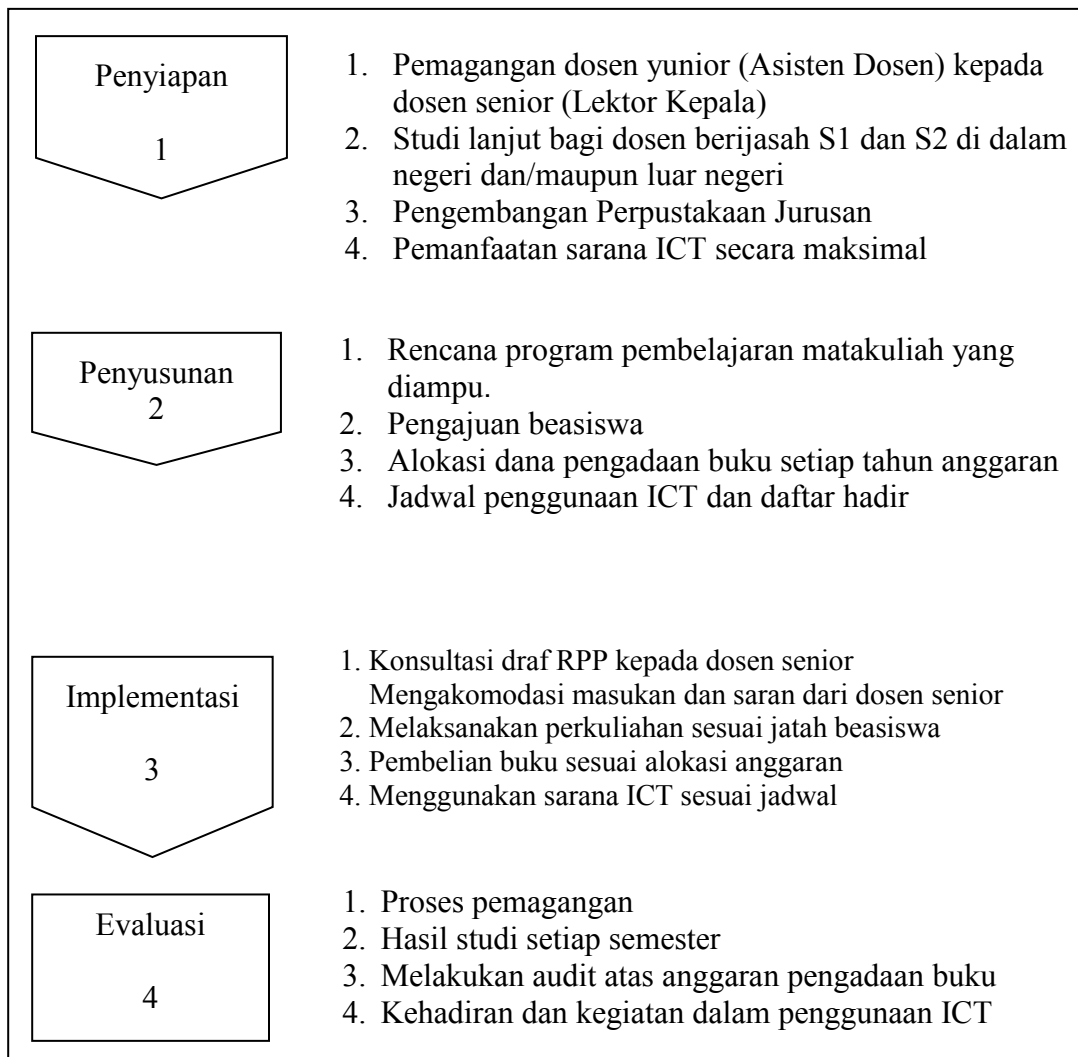 Penyiapan
1
1. Pemagangan dosen yunior (Asisten Dosen) kepada
dosen senior (Lektor Kepala)
2. Studi lanjut bagi dosen berijasah S1 dan S2 di dalam
negeri dan/maupun luar negeri
3. Pengembangan Perpustakaan Jurusan
4. Pemanfaatan sarana ICT secara maksimal
Penyusunan
2
1. Rencana program pembelajaran matakuliah yang
diampu.
2. Pengajuan beasiswa
3. Alokasi dana pengadaan buku setiap tahun anggaran
4. Jadwal penggunaan ICT dan daftar hadir
Implementasi
3
1. Konsultasi draf RPP kepada dosen senior
Mengakomodasi masukan dan saran dari dosen senior
2. Melaksanakan perkuliahan sesuai jatah beasiswa
3. Pembelian buku sesuai alokasi anggaran
4. Menggunakan sarana ICT sesuai jadwal
Evaluasi
4
1. Proses pemagangan
2. Hasil studi setiap semester
3. Melakukan audit atas anggaran pengadaan buku
4. Kehadiran dan kegiatan dalam penggunaan ICT